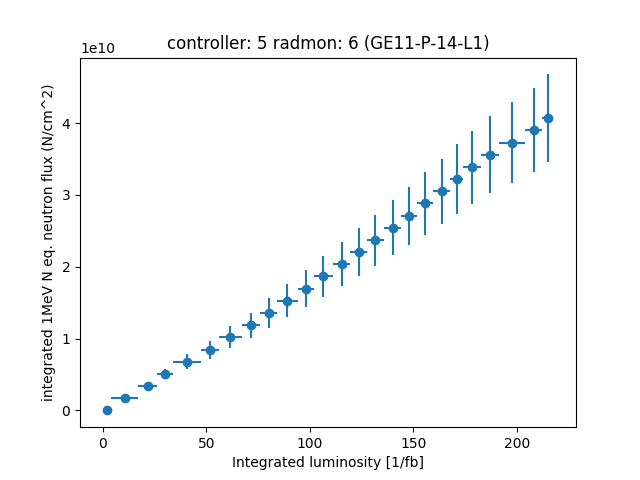 controller: 5 radmon: 6 (GE11-P-14-L1)
1e10
integrated 1MeV N eq. neutron flux (N/cm^2)
4
3
2
1
0
0 50 100 150 200
Integrated luminosity [1/fb]